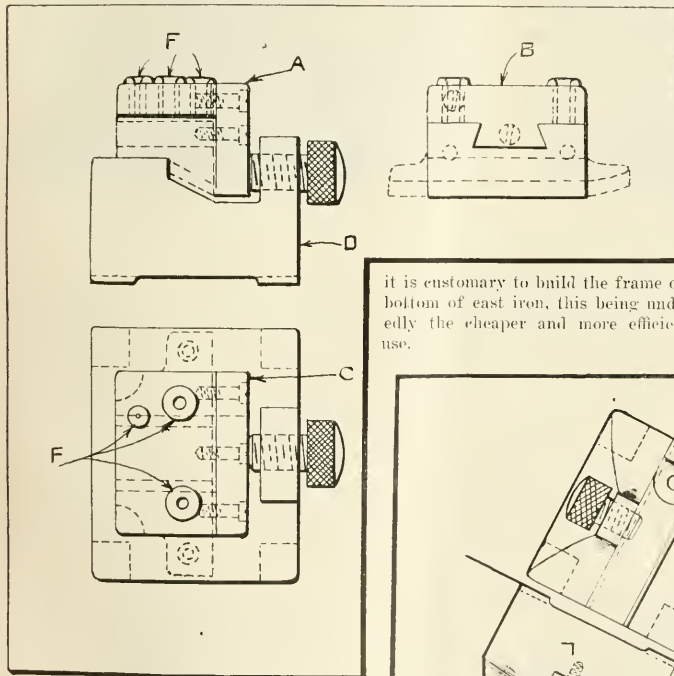 F
A
B
D
it is customary to build the frame
bottom of cast iron, this being und
edly the cheaper and more efficie
use.
C
F